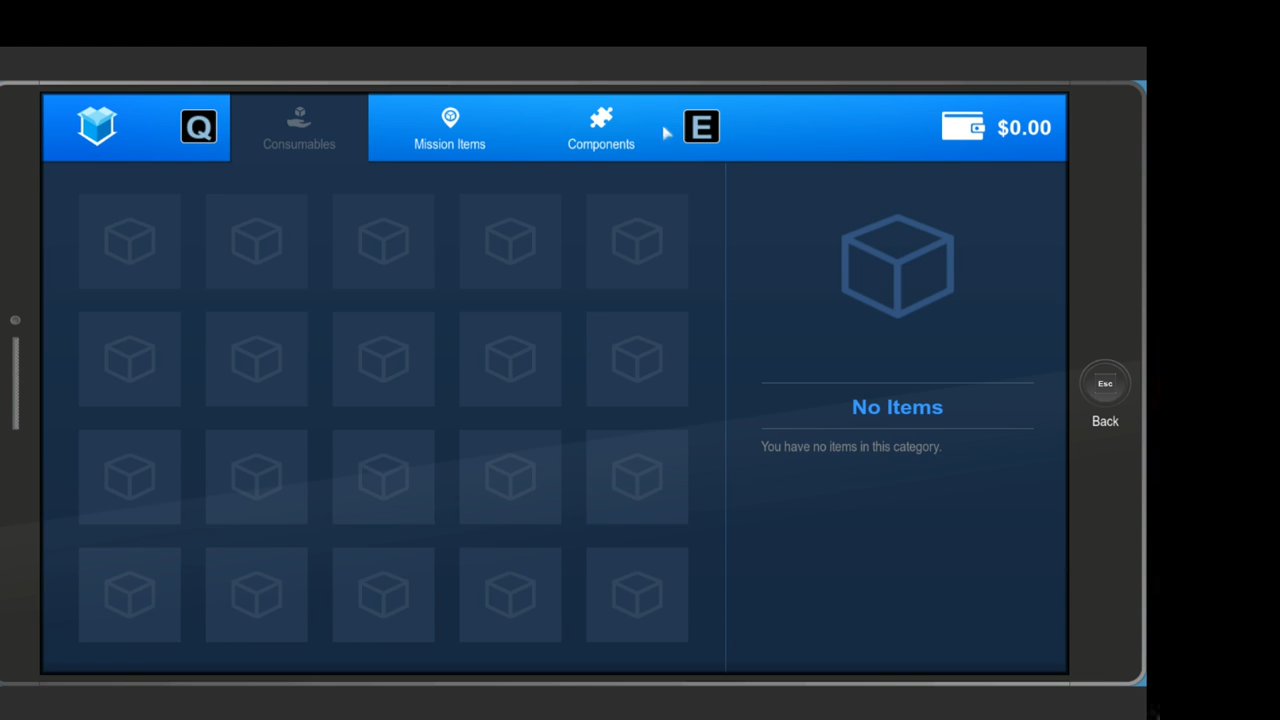 Q
Consumables
Mission Items
Components
E
$0.00
No Items
You have no items in this category.
Esc
Back